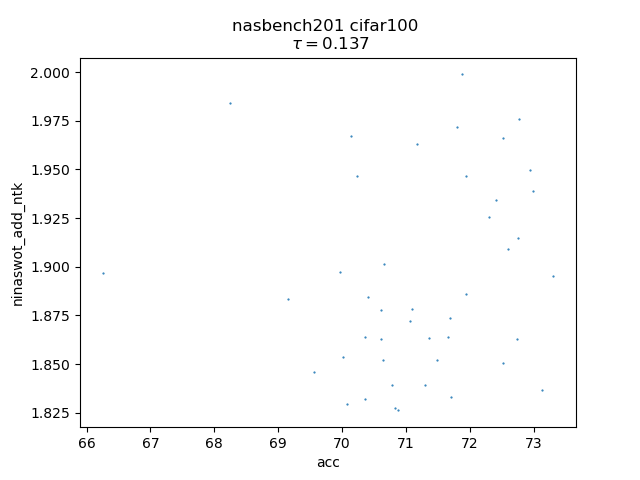 nasbench201 cifar100
τ = 0.137
2.000
1.975
1.950
1.925
1.900
1.875
1.850
1.825
ninaswot_add_ntk
66 67 68 69 70 71 72 73
acc